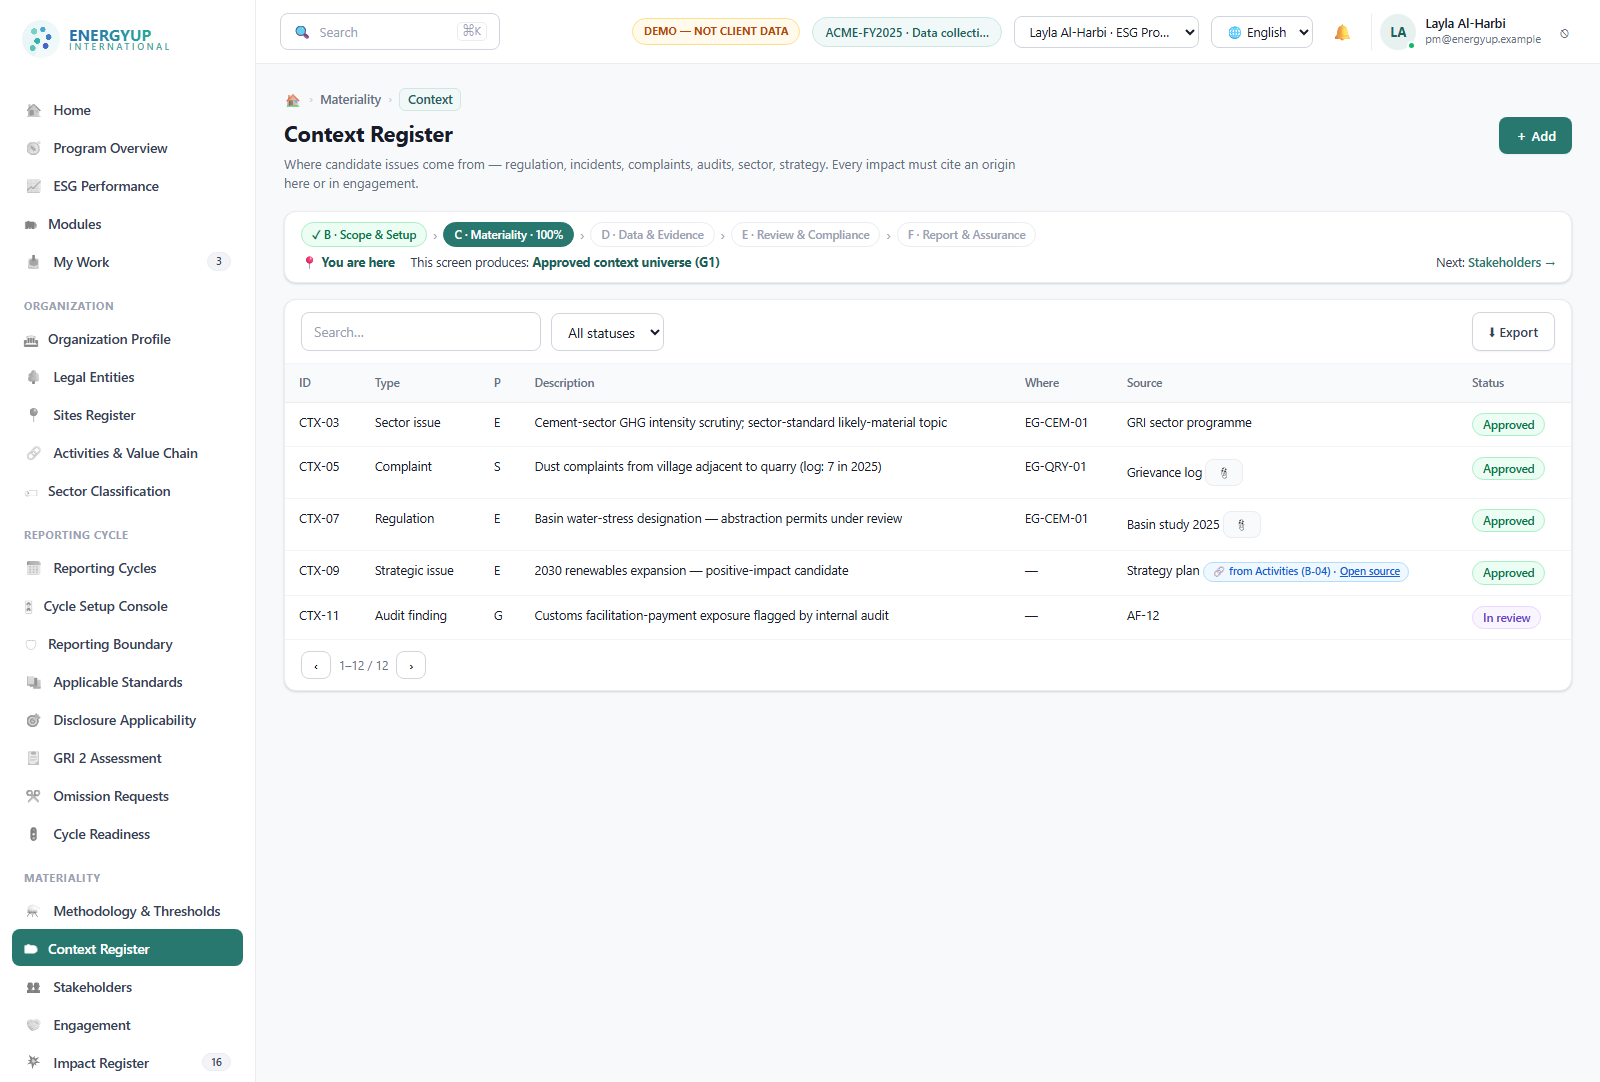 ENERGYUP
INTERNATIONAL
Search
⌘K
DEMO — NOT CLIENT DATA
ACME-FY2025 · Data collecti...
Layla Al-Harbi · ESG Pro...
English
LA
Layla Al-Harbi
pm@energyup.example
Home
Program Overview
ESG Performance
Modules
My Work
3
ORGANIZATION
Organization Profile
Legal Entities
Sites Register
Activities & Value Chain
Sector Classification
REPORTING CYCLE
Reporting Cycles
Cycle Setup Console
Reporting Boundary
Applicable Standards
Disclosure Applicability
GRI 2 Assessment
Omission Requests
Cycle Readiness
MATERIALITY
Methodology & Thresholds
Context Register
Stakeholders
Engagement
Impact Register
16
› Materiality › Context
Context Register
+ Add
Where candidate issues come from — regulation, incidents, complaints, audits, sector, strategy. Every impact must cite an origin
here or in engagement.
✓ B · Scope & Setup › C · Materiality · 100% › D · Data & Evidence › E · Review & Compliance › F · Report & Assurance
You are here This screen produces: Approved context universe (G1)
Next: Stakeholders →
Search...
All statuses
⬇ Export
ID Type P Description Where Source Status
CTX-03 Sector issue E Cement-sector GHG intensity scrutiny; sector-standard likely-material topic EG-CEM-01 GRI sector programme Approved
CTX-05 Complaint S Dust complaints from village adjacent to quarry (log: 7 in 2025) EG-QRY-01 Grievance log Approved
CTX-07 Regulation E Basin water-stress designation — abstraction permits under review EG-CEM-01 Basin study 2025 Approved
CTX-09 Strategic issue E 2030 renewables expansion — positive-impact candidate — Strategy plan from Activities (B-04) · Open source Approved
CTX-11 Audit finding G Customs facilitation-payment exposure flagged by internal audit — AF-12 In review
‹ 1–12 / 12 ›